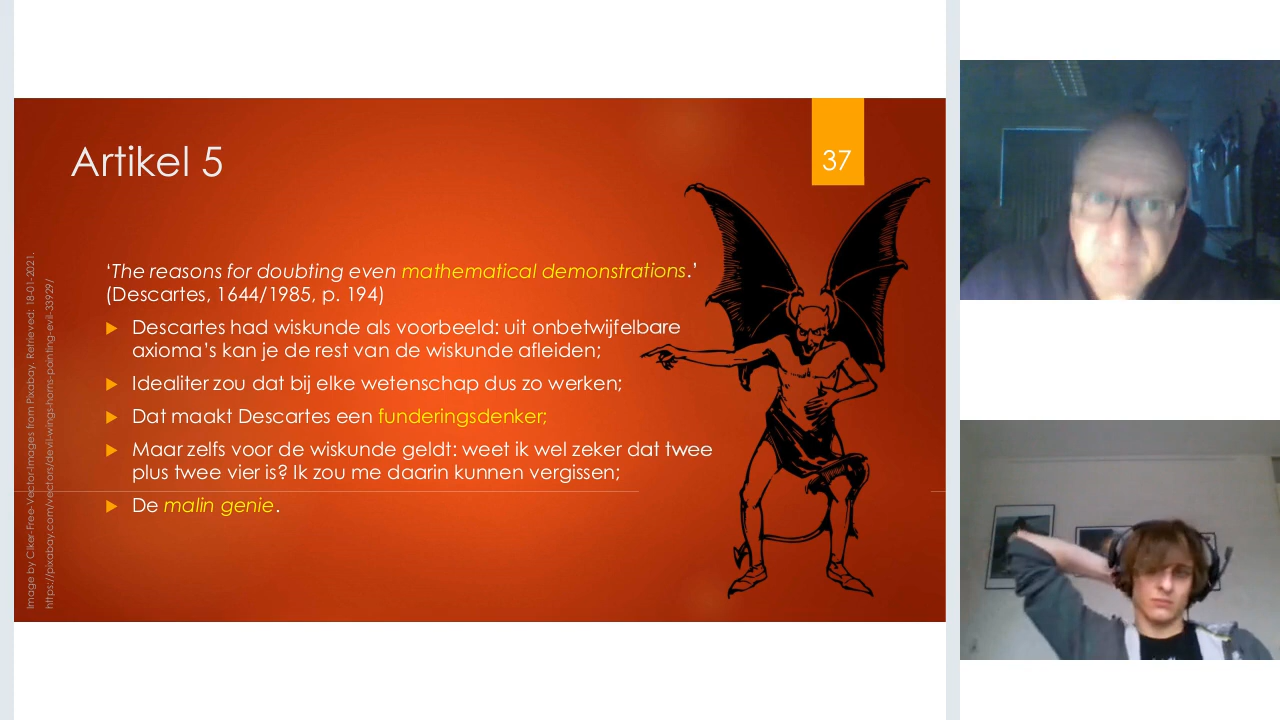 Artikel 5
37
‘The reasons for doubting even mathematical demonstrations.’
(Descartes, 1644/1985, p. 194)
Descartes had wiskunde als voorbeeld: uit onbetwijfelbare
axioma’s kan je de rest van de wiskunde afleiden;
Idealiter zou dat bij elke wetenschap dus zo werken;
Dat maakt Descartes een funderingsdenker;
Maar zelfs voor de wiskunde geldt: weet ik wel zeker dat twee
plus twee vier is? Ik zou me daarin kunnen vergissen;
De malin genie.
Image by Clker-Free-Vector-Images from Pixabay. Retrieved: 18-01-2021.
https://pixabay.com/vectors/devil-wings-horns-pointing-evil-33929/